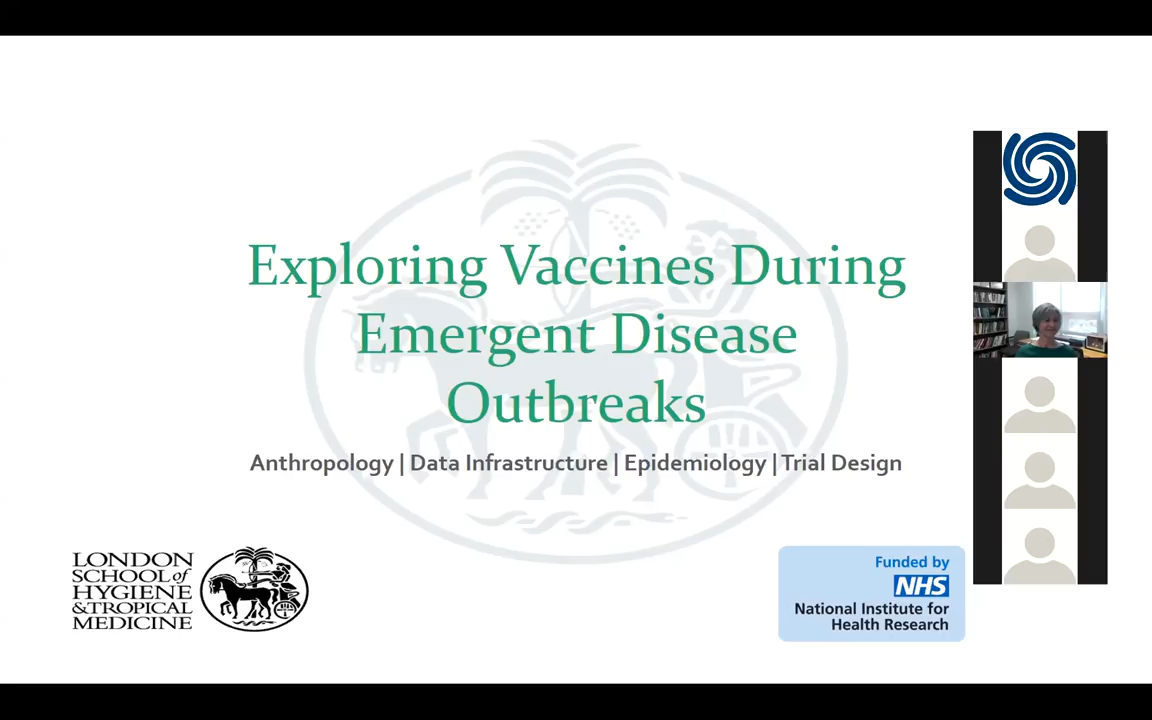 Exploring Vaccines During
Emergent Disease
Outbreaks
Anthropology | Data Infrastructure | Epidemiology | Trial Design
LONDON
SCHOOL of
HYGIENE
& TROPICAL
MEDICINE
Funded by
NHS
National Institute for
Health Research